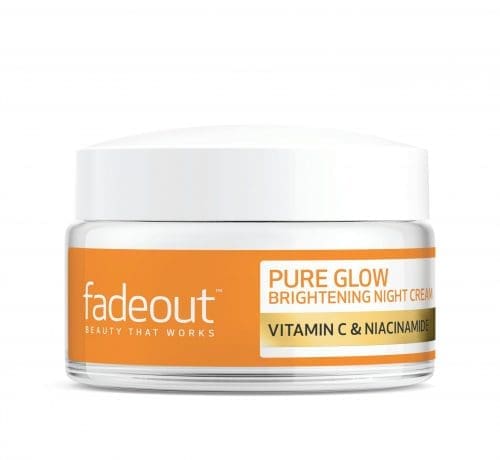 fadeout™
BEAUTY THAT WORKS
PURE GLOW
BRIGHTENING NIGHT CREAM
VITAMIN C & NIACINAMIDE